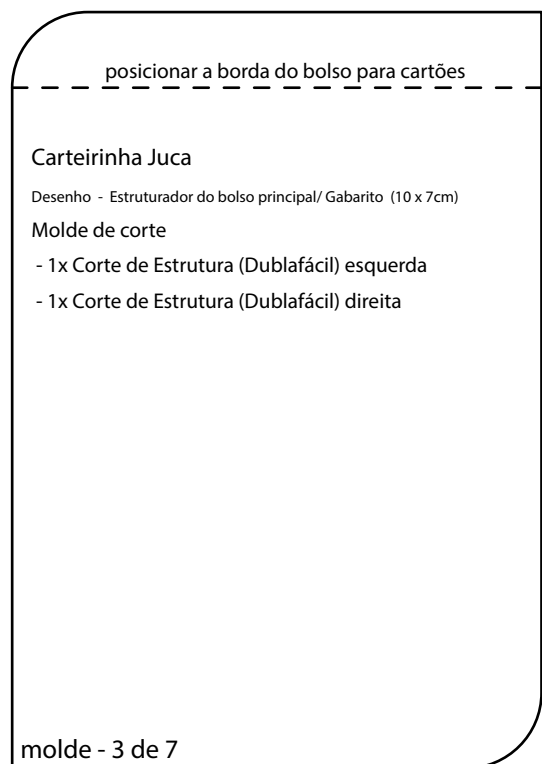 posicionar a borda do bolso para cartões
Carteirinha Juca
Desenho - Estruturador do bolso principal/ Gabarito (10 x 7cm)
Molde de corte
- 1x Corte de Estrutura (Dublafácil) esquerda
- 1x Corte de Estrutura (Dublafácil) direita
molde - 3 de 7